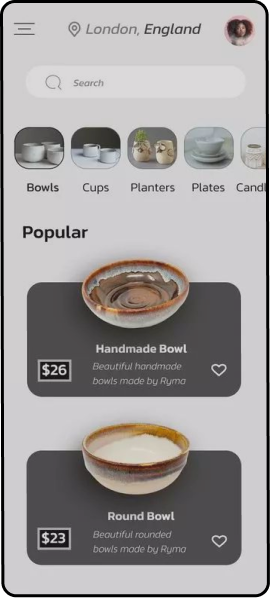 London, England
Search
Bowls Cups Planters Plates Candl
Popular
Handmade Bowl
$26
Beautiful handmade
bowls made by Ryma
Round Bowl
$23
Beautiful rounded
bowls made by Ryma